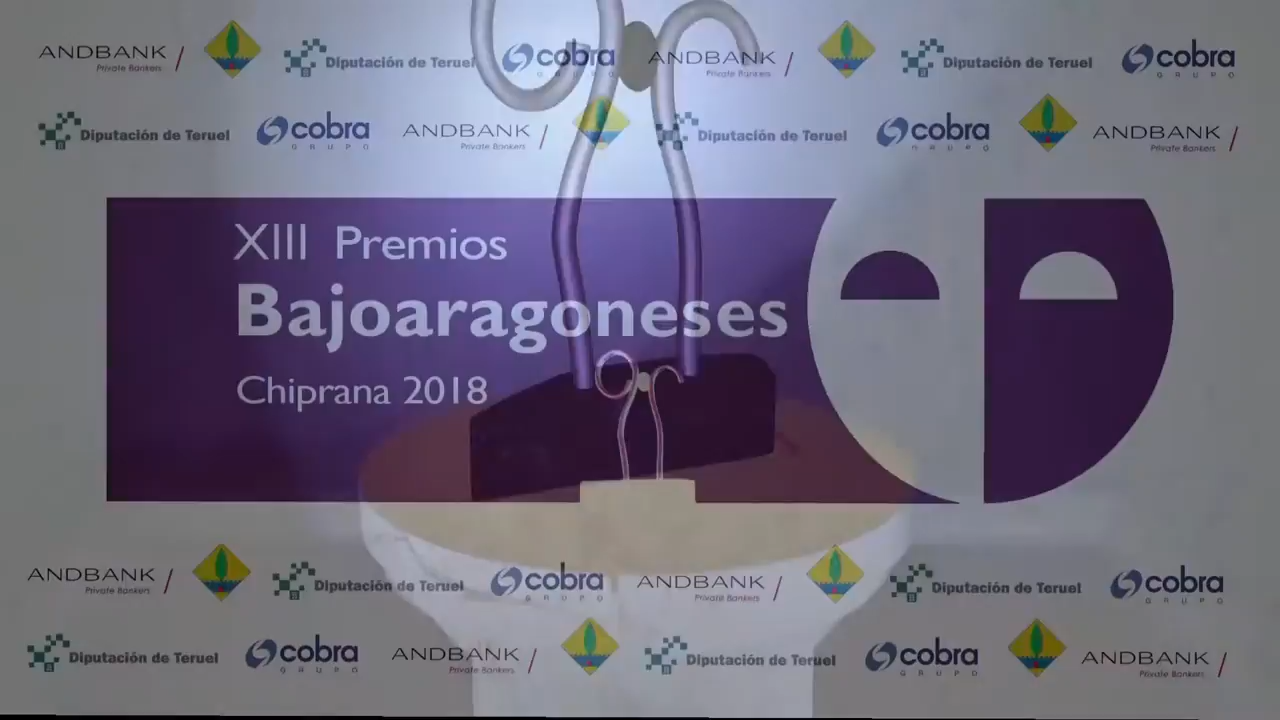 ANDBANK / Diputación de Teruel cobra ANDBANK / Diputación de Teruel cobra
Private Bankers GRUPO Private Bankers GRUPO
Diputación de Teruel cobra ANDBANK / Diputación de Teruel cobra ANDBANK /
GRUPO Private Bankers GRUPO Private Bankers
XIII Premios
Bajoaragoneses
Chiprana 2018
ANDBANK / Diputación de Teruel cobra ANDBANK / Diputación de Teruel cobra
Private Bankers GRUPO Private Bankers GRUPO
Diputación de Teruel cobra ANDBANK / Diputación de Teruel cobra ANDBANK /
GRUPO Private Bankers GRUPO Private Bankers